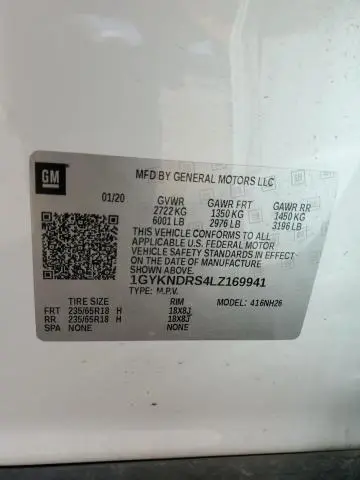 GM
MFD BY GENERAL MOTORS LLC
01/20 GVWR GAWR FRT GAWR RR
2722 KG 1350 KG 1450 KG
6001 LB 2976 LB 3196 LB
THIS VEHICLE CONFORMS TO ALL
APPLICABLE U.S. FEDERAL MOTOR
VEHICLE SAFETY STANDARDS IN EFFECT
ON THE DATE OF MANUFACTURE
SHOWN ABOVE.
1GYKNDRS4LZ169941
TYPE: M.P.V.
TIRE SIZE RIM MODEL: 416NH26
FRT 235/65R18 H 18X8J
RR 235/65R18 H 18X8J
SPA NONE NONE